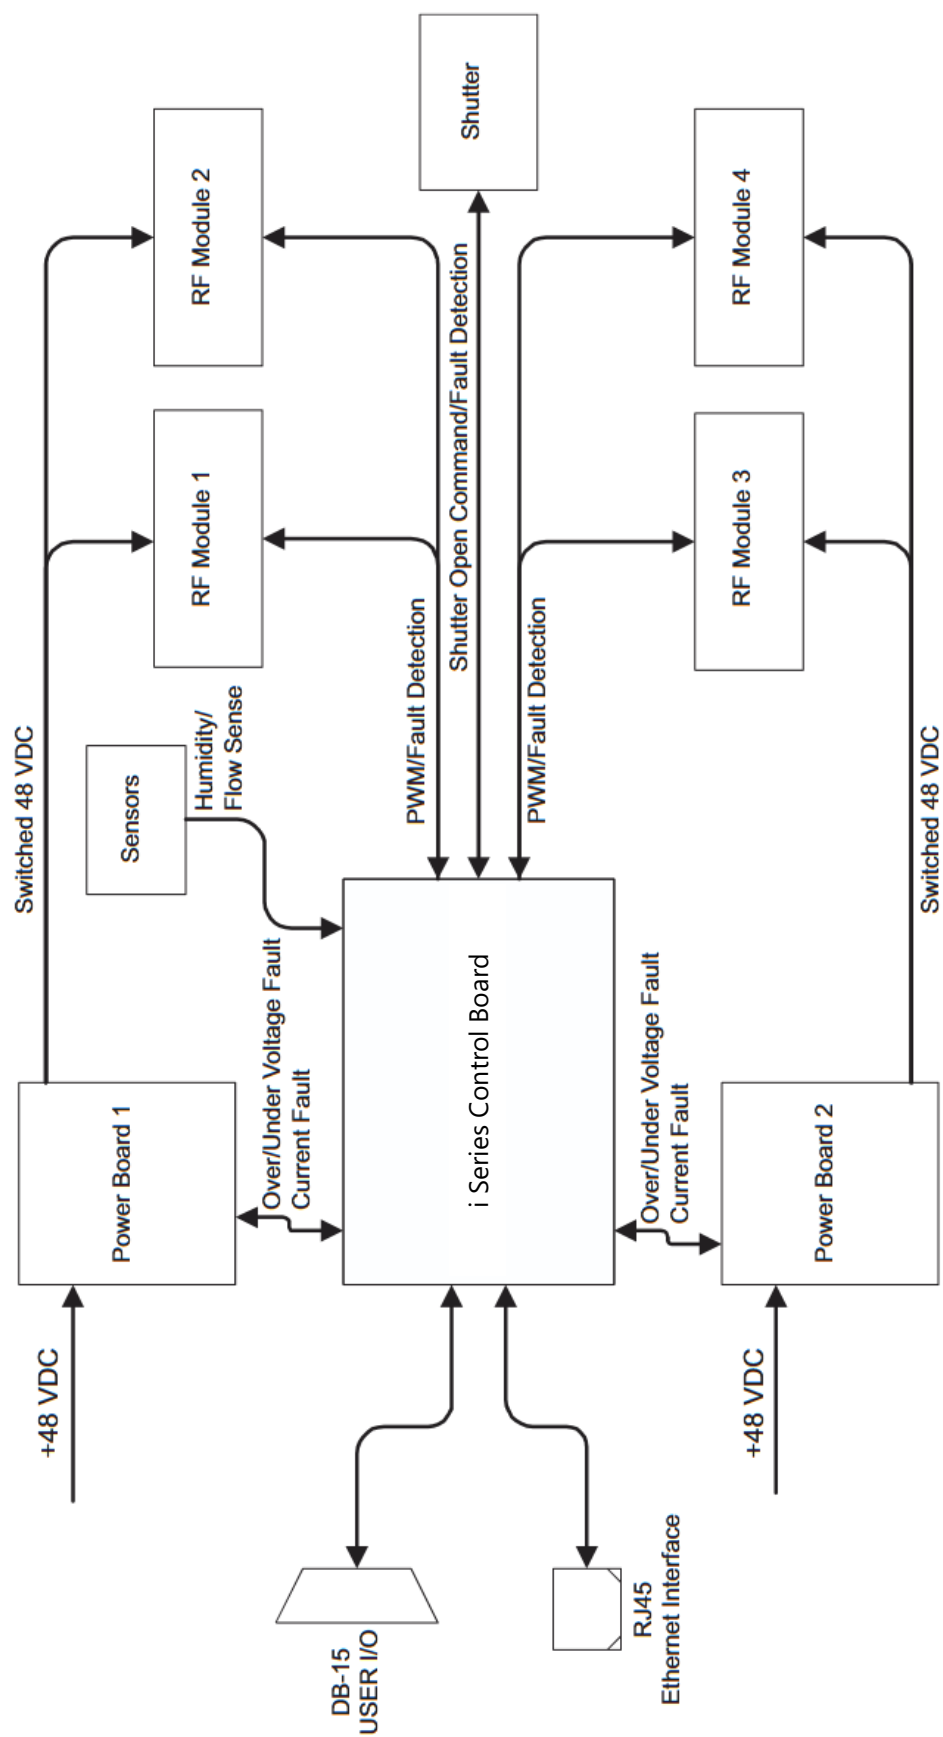 +48 VDC
Power Board 1
Switched 48 VDC
RF Module 1
RF Module 2
Sensors
Humidity/
Flow Sense
Over/Under Voltage Fault
Current Fault
DB-15
USER I/O
RJ45
Ethernet Interface
i Series Control Board
PWM/Fault Detection
Shutter Open Command/Fault Detection
Shutter
PWM/Fault Detection
Over/Under Voltage Fault
Current Fault
RF Module 3
RF Module 4
+48 VDC
Power Board 2
Switched 48 VDC